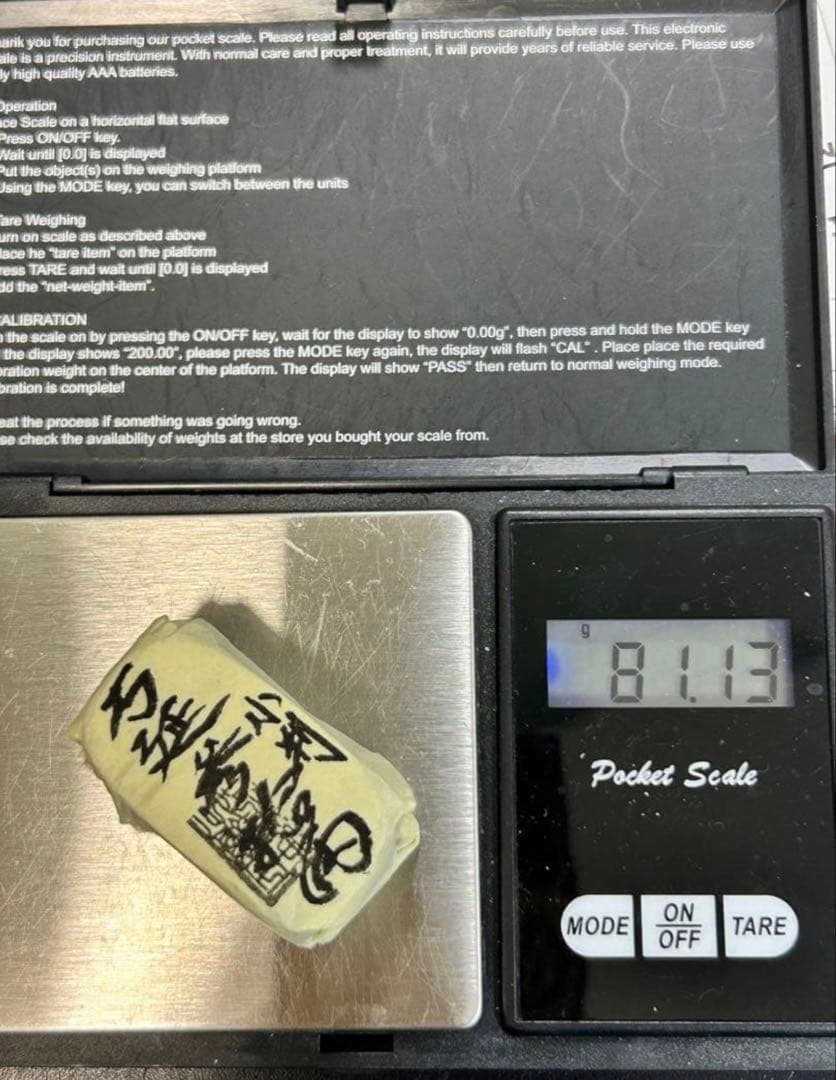 ank you for purchasing our pocket scale. Please read all operating instructions carefully before use. This electronic
ale is a precision instrument. With normal care and proper treatment, it will provide years of reliable service. Please use
ly high quality AAA batteries.
Operation
ace Scale on a horizontal flat surface
Press ON/OFF key.
Wait until [0.0] is displayed
Put the object(s) on the weighing platform
Using the MODE key, you can switch between the units
are Weighing
urn on scale as described above
lace he "tare item" on the platform
ress TARE and wait until [0.0] is displayed
dd the "net-weight-item".
ALIBRATION
the scale on by pressing the ON/OFF key, wait for the display to show "0.00g", then press and hold the MODE key
the display shows "200.00", please press the MODE key again, the display will flash "CAL" . Place place the required
bration weight on the center of the platform. The display will show "PASS" then return to normal weighing mode.
bration is complete!
eat the process if something was going wrong.
se check the availability of weights at the store you bought your scale from.
g
81.13
Pocket Scale
MODE
ON
OFF
TARE